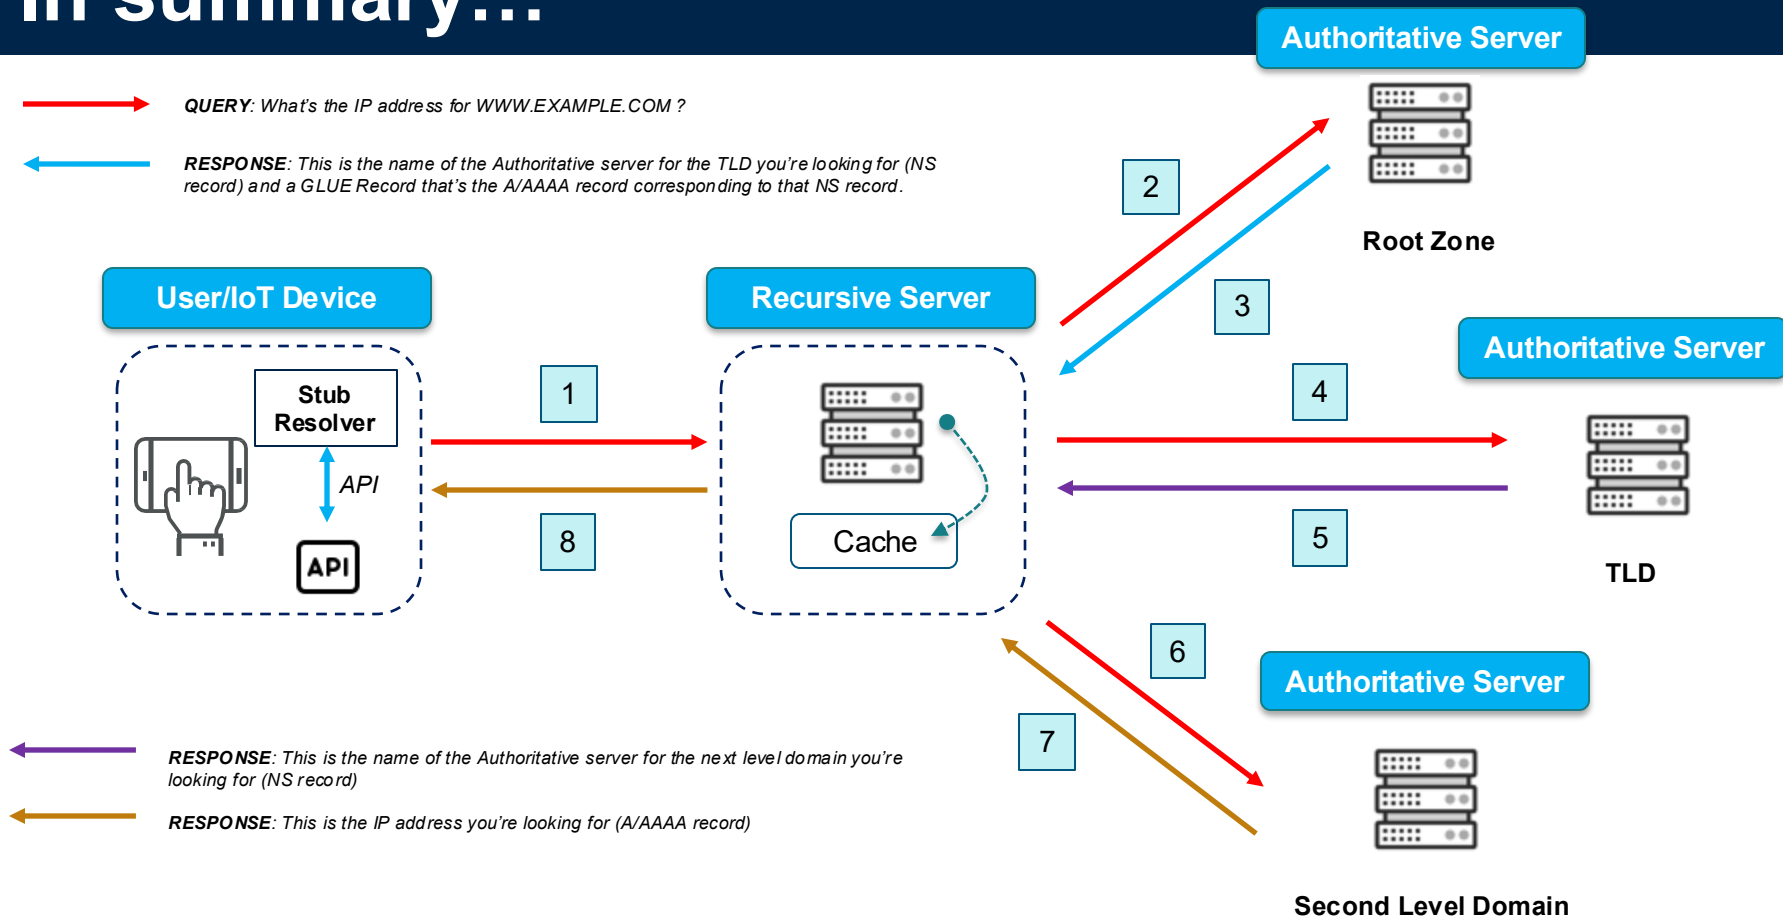 In summary...
Authoritative Server
QUERY: What's the IP address for WWW.EXAMPLE.COM ?
RESPONSE: This is the name of the Authoritative server for the TLD you're looking for (NS
record) and a GLUE Record that's the A/AAAA record corresponding to that NS record.
2
Root Zone
User/IoT Device
Recursive Server
3
Authoritative Server
Stub
Resolver
1
4
API
8
Cache
5
API
TLD
6
Authoritative Server
7
RESPONSE: This is the name of the Authoritative server for the next level domain you're
looking for (NS record)
RESPONSE: This is the IP address you're looking for (A/AAAA record)
Second Level Domain